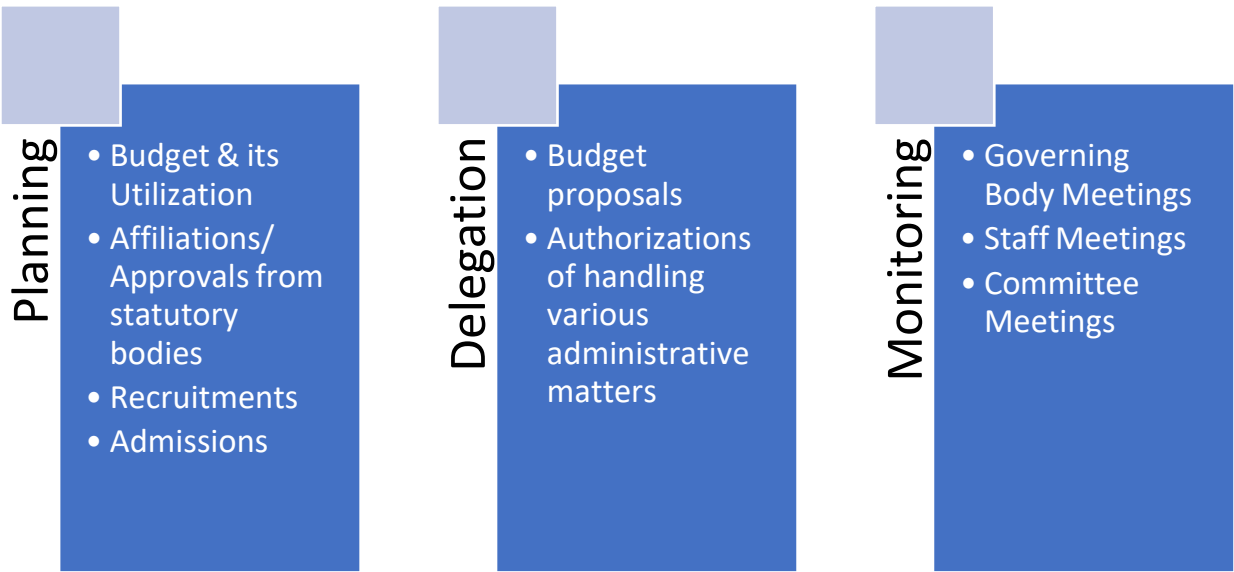 Planning
• Budget & its
Utilization
• Affiliations/
Approvals from
statutory
bodies
• Recruitments
• Admissions
Delegation
• Budget
proposals
• Authorizations
of handling
various
administrative
matters
Monitoring
• Governing
Body Meetings
• Staff Meetings
• Committee
Meetings